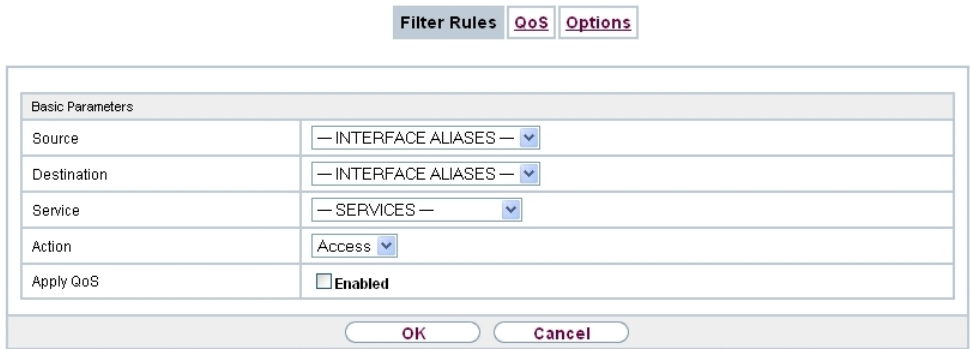 Filter Rules QoS Options
Basic Parameters
Source — INTERFACE ALIASES —
Destination — INTERFACE ALIASES —
Service — SERVICES —
Action Access
Apply QoS Enabled
OK Cancel